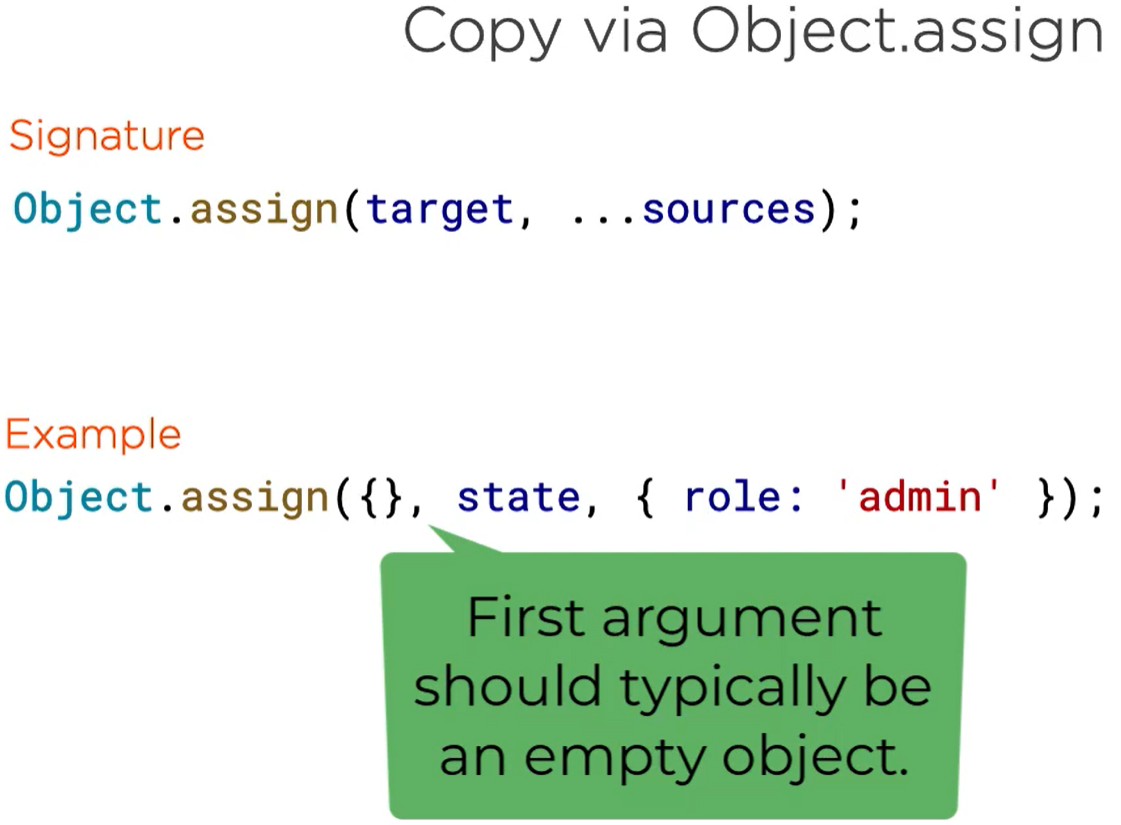 Copy via Object.assign
Signature
Object.assign(target, ...sources);
Example
Object.assign({}, state, { role: 'admin' });
First argument
should typically be
an empty object.